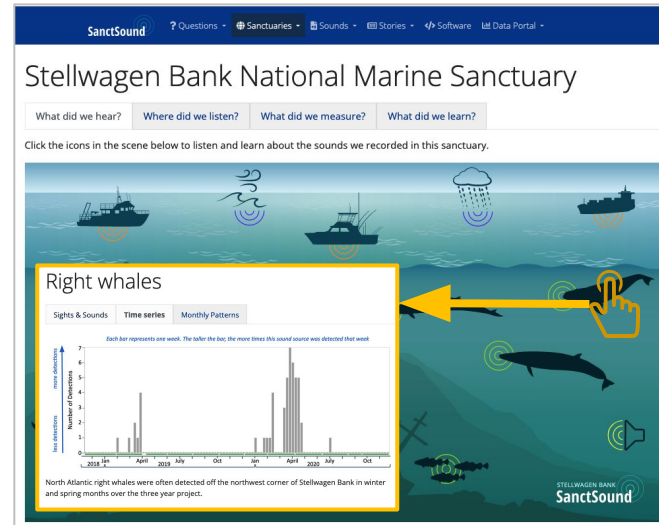 SanctSound
? Questions
Sanctuaries
Sounds
Stories
</> Software
Data Portal
Stellwagen Bank National Marine Sanctuary
What did we hear?
Where did we listen?
What did we measure?
What did we learn?
Click the icons in the scene below to listen and learn about the sounds we recorded in this sanctuary.
Right whales
Sights & Sounds
Time series
Monthly Patterns
Each bar represents one week. The taller the bar, the more times this sound source was detected that week
more detections
less detections
Number of Detections
7
6
5
4
3
2
1
0
Jan April July Oct Jan April July Oct
2018 2019 2020
North Atlantic right whales were often detected off the northwest corner of Stellwagen Bank in winter
and spring months over the three year project.
STELLWAGEN BANK
SanctSound